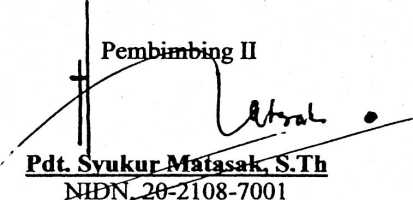 Pembimbing II
Pdt. Syukur Matasak, S.Th
NIDN. 20-2108-7001